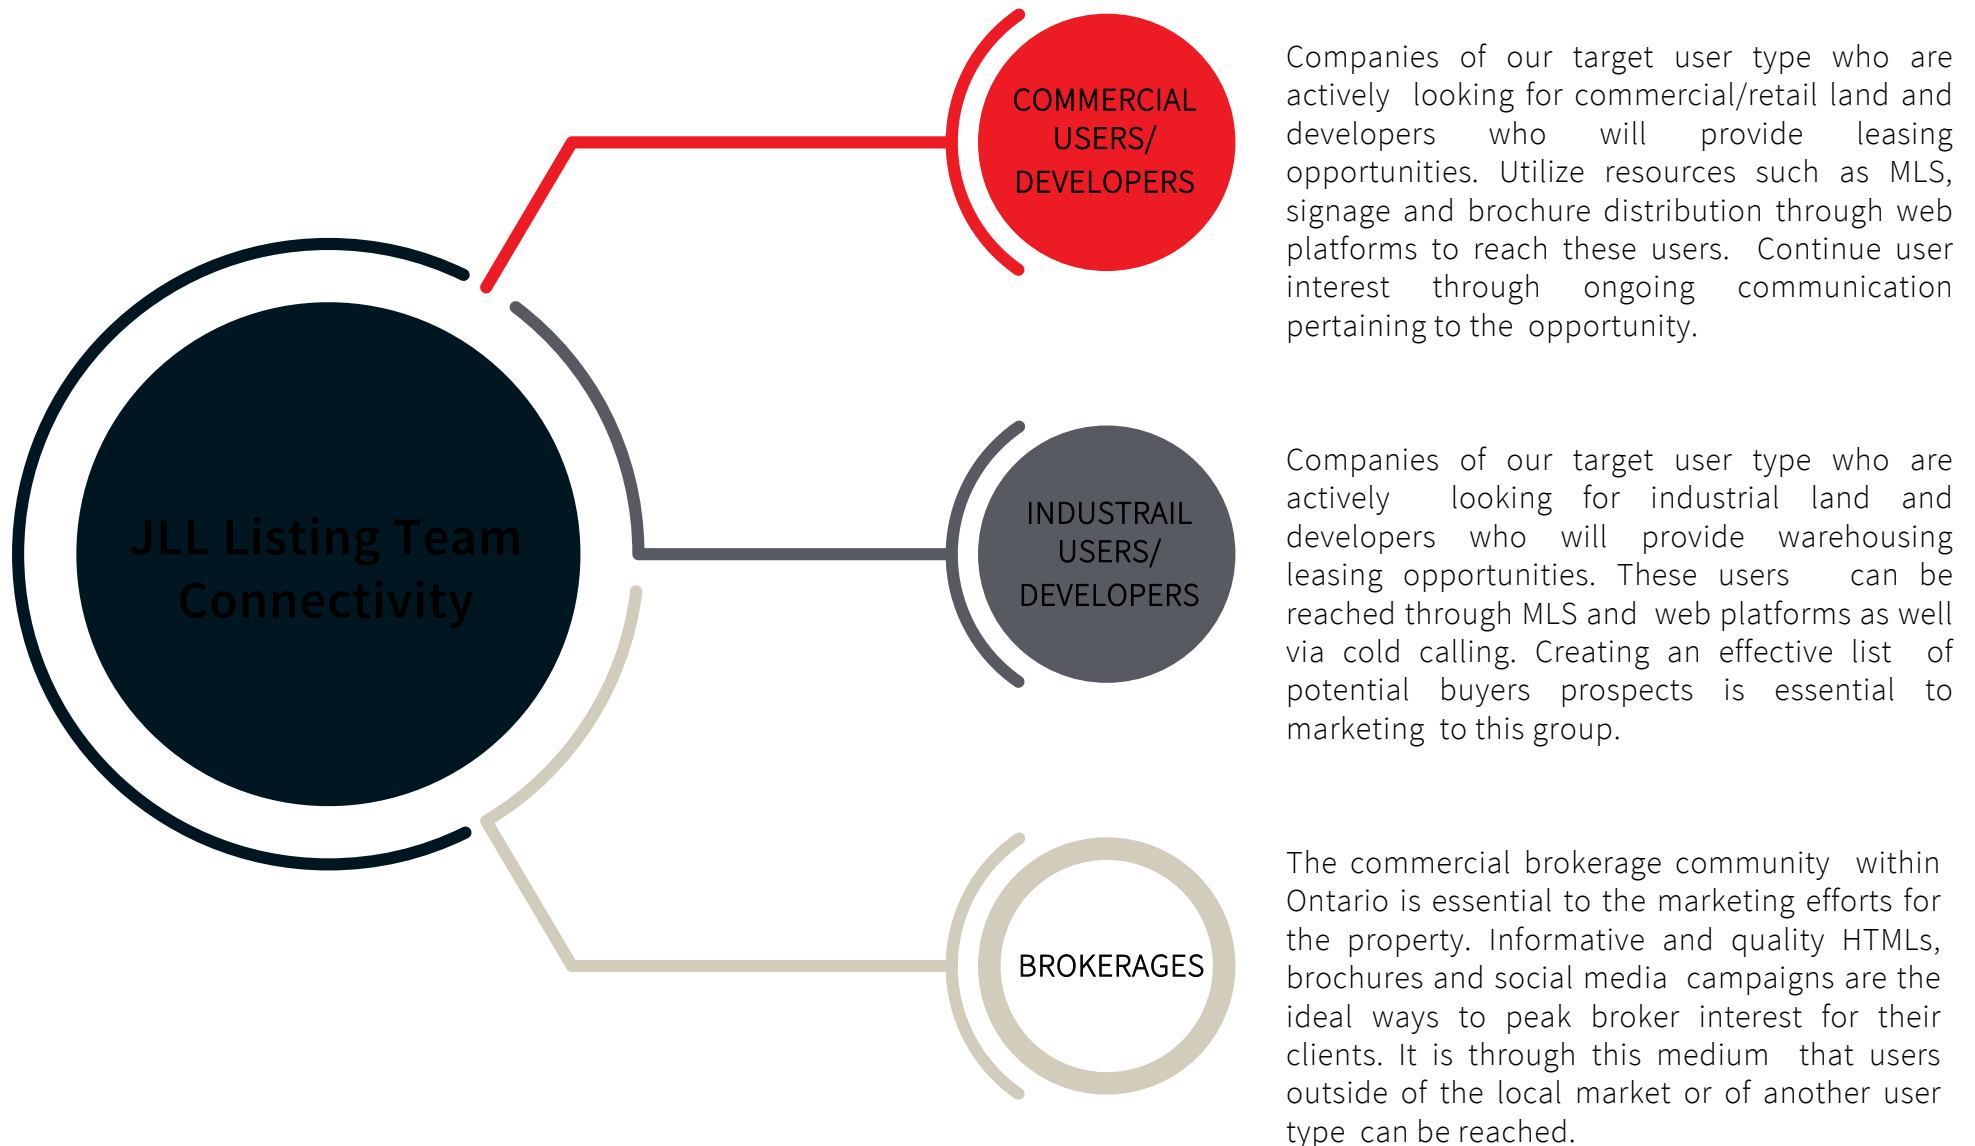 JLL Listing Team
Connectivity
COMMERCIAL
USERS/
DEVELOPERS
Companies of our target user type who are
actively looking for commercial/retail land and
developers who will provide leasing
opportunities. Utilize resources such as MLS,
signage and brochure distribution through web
platforms to reach these users. Continue user
interest through ongoing communication
pertaining to the opportunity.
INDUSTRAIL
USERS/
DEVELOPERS
Companies of our target user type who are
actively looking for industrial land and
developers who will provide warehousing
leasing opportunities. These users can be
reached through MLS and web platforms as well
via cold calling. Creating an effective list of
potential buyers prospects is essential to
marketing to this group.
BROKERAGES
The commercial brokerage community within
Ontario is essential to the marketing efforts for
the property. Informative and quality HTMLs,
brochures and social media campaigns are the
ideal ways to peak broker interest for their
clients. It is through this medium that users
outside of the local market or of another user
type can be reached.